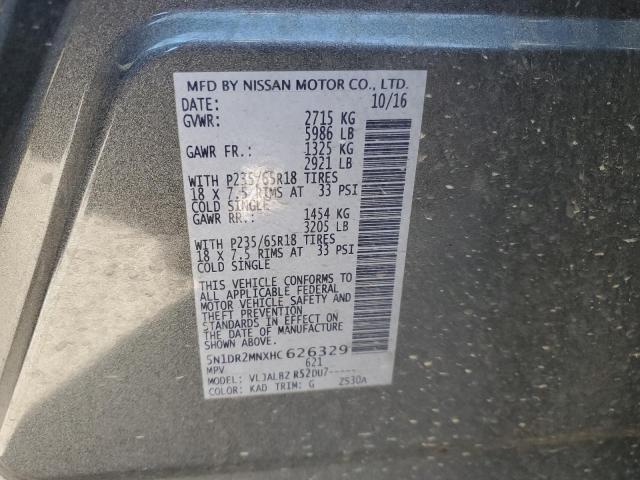 MFD BY NISSAN MOTOR CO., LTD.
DATE: 10/16
GVWR: 2715 KG
5986 LB
GAWR FR.: 1325 KG
2921 LB
WITH P235/65R18 TIRES
18 X 7.5 RIMS AT 33 PSI
COLD SINGLE
GAWR RR.: 1454 KG
3205 LB
WITH P235/65R18 TIRES
18 X 7.5 RIMS AT 33 PSI
COLD SINGLE
THIS VEHICLE CONFORMS TO
ALL APPLICABLE FEDERAL
MOTOR VEHICLE SAFETY AND
THEFT PREVENTION
STANDARDS IN EFFECT ON
THE DATE OF MANUFACTURE
5N1DR2MNXHC626329
MPV 621
MODEL: VLJALBZ RS2DU7-----
COLOR: KAD TRIM: G 2S30A